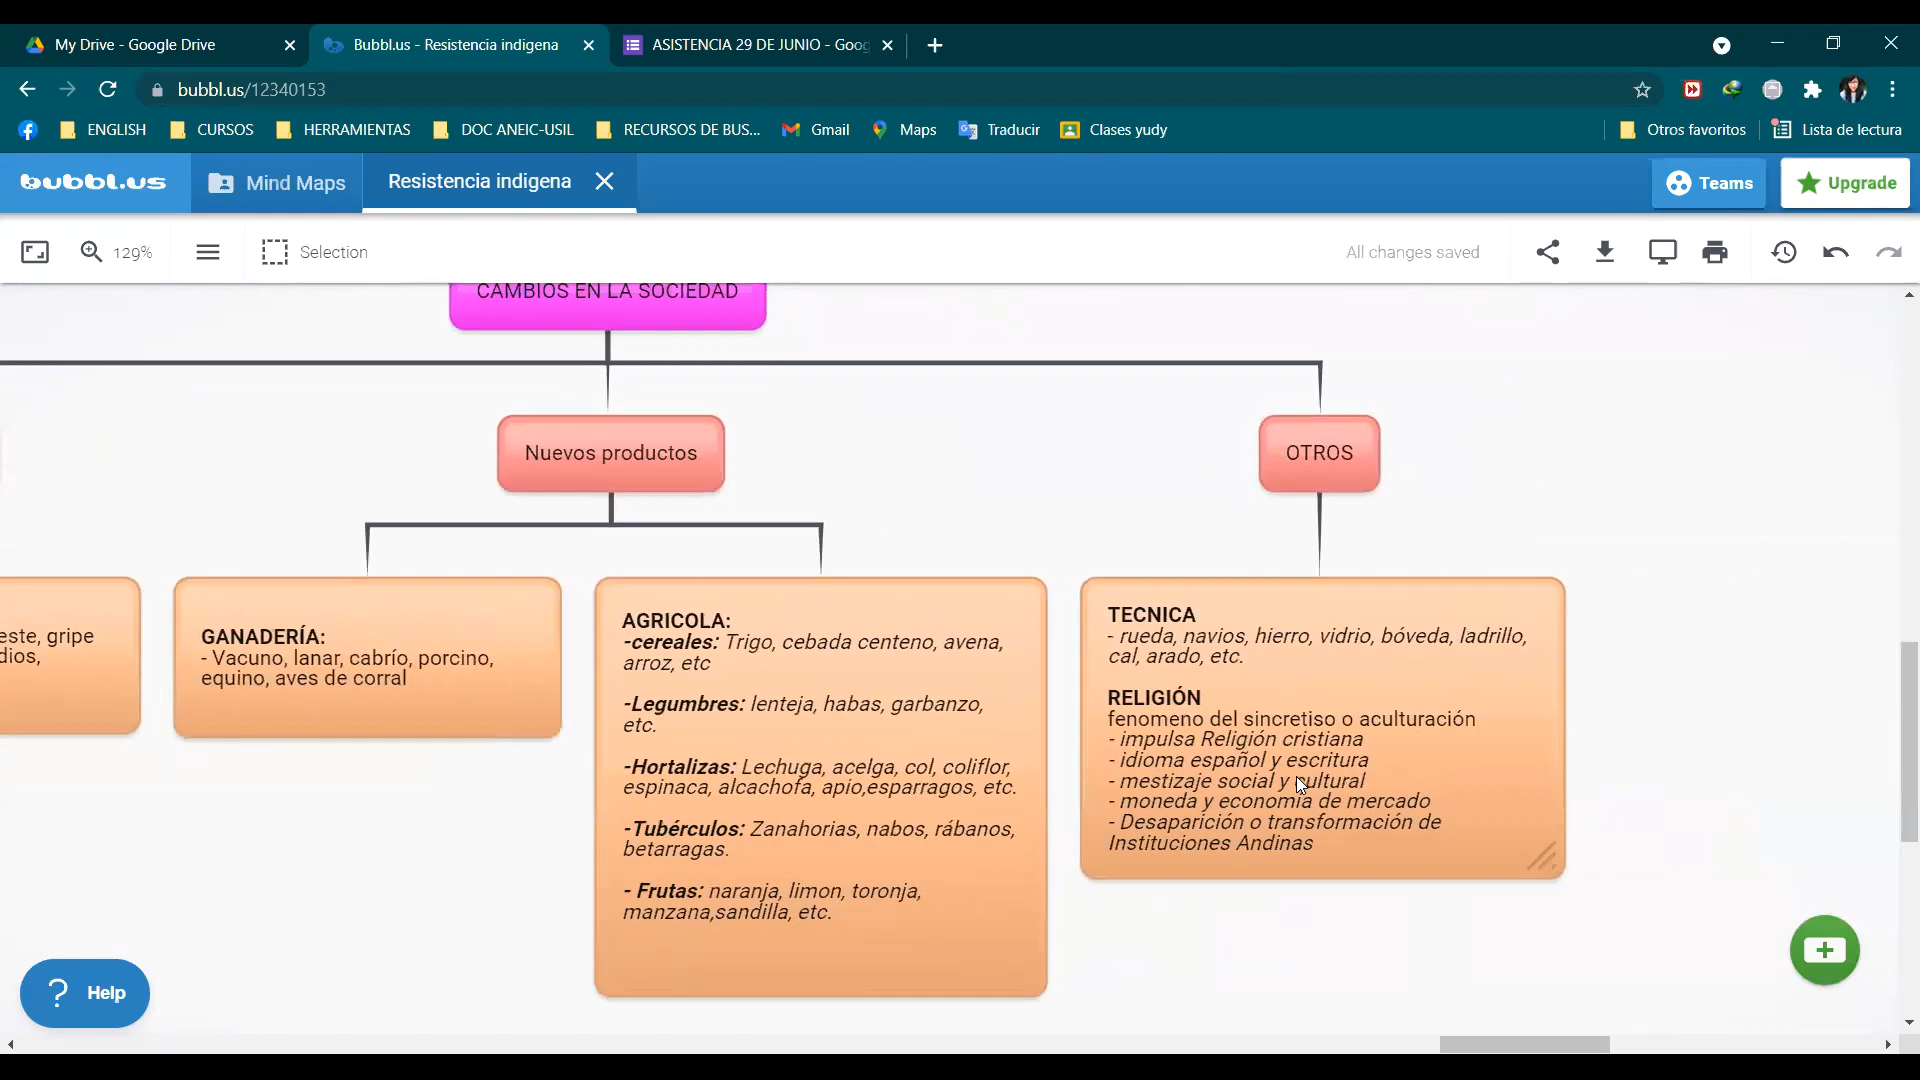 My Drive - Google Drive
Bubbl.us - Resistencia indigena
ASISTENCIA 29 DE JUNIO - Goog
bubbl.us/12340153
ENGLISH
CURSOS
HERRAMIENTAS
DOC ANEIC-USIL
RECURSOS DE BUS...
Gmail
Maps
Traducir
Clases yudy
Otros favoritos
Lista de lectura
bubbl.us
Mind Maps
Resistencia indigena
Teams
Upgrade
129%
Selection
All changes saved
CAMBIOS EN LA SOCIEDAD
Nuevos productos
OTROS
este, gripe
dios,
GANADERÍA:
- Vacuno, lanar, cabrío, porcino,
equino, aves de corral
AGRICOLA:
-cereales: Trigo, cebada centeno, avena,
arroz, etc
-Legumbres: lenteja, habas, garbanzo,
etc.
-Hortalizas: Lechuga, acelga, col, coliflor,
espinaca, alcachofa, apio,esparragos, etc.
-Tubérculos: Zanahorias, nabos, rábanos,
betarragas.
- Frutas: naranja, limon, toronja,
manzana,sandilla, etc.
TECNICA
- rueda, navios, hierro, vidrio, bóveda, ladrillo,
cal, arado, etc.
RELIGIÓN
fenomeno del sincretiso o aculturación
- impulsa Religión cristiana
- idioma español y escritura
- mestizaje social y cultural
- moneda y economía de mercado
- Desaparición o transformación de
Instituciones Andinas
? Help